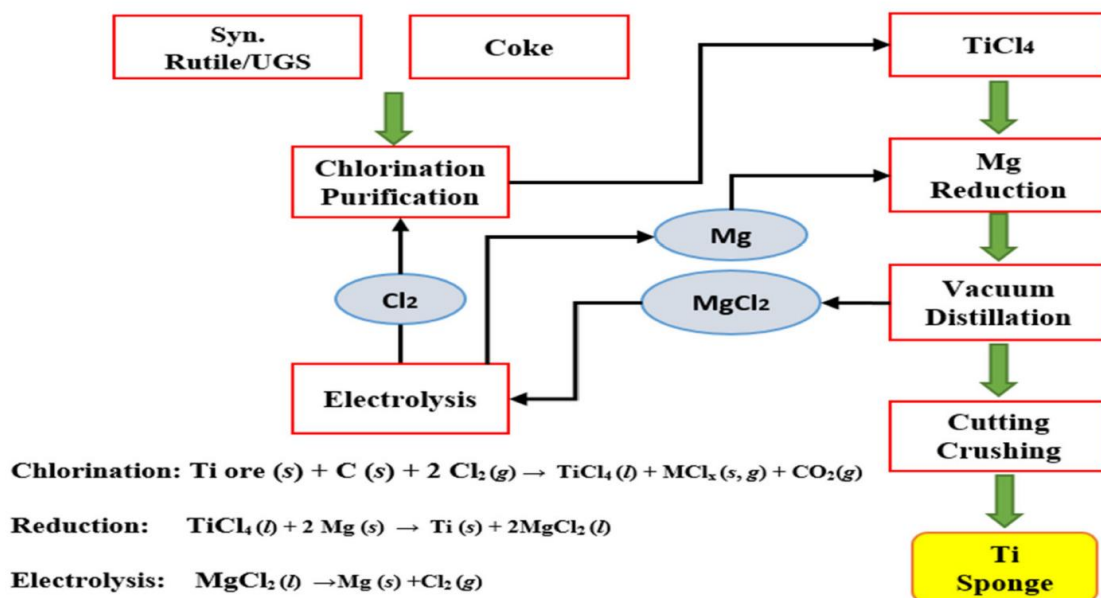 Syn.
Rutile/UGS
Coke
TiCl₄
Chlorination
Purification
Mg
Reduction
Mg
Cl₂
MgCl₂
Vacuum
Distillation
Electrolysis
Cutting
Crushing
Chlorination: Ti ore (s) + C (s) + 2 Cl₂ (g) → TiCl₄ (l) + MClₓ (s, g) + CO₂(g)
Reduction: TiCl₄ (l) + 2 Mg (s) → Ti (s) + 2MgCl₂ (l)
Electrolysis: MgCl₂ (l) →Mg (s) +Cl₂ (g)
Ti
Sponge